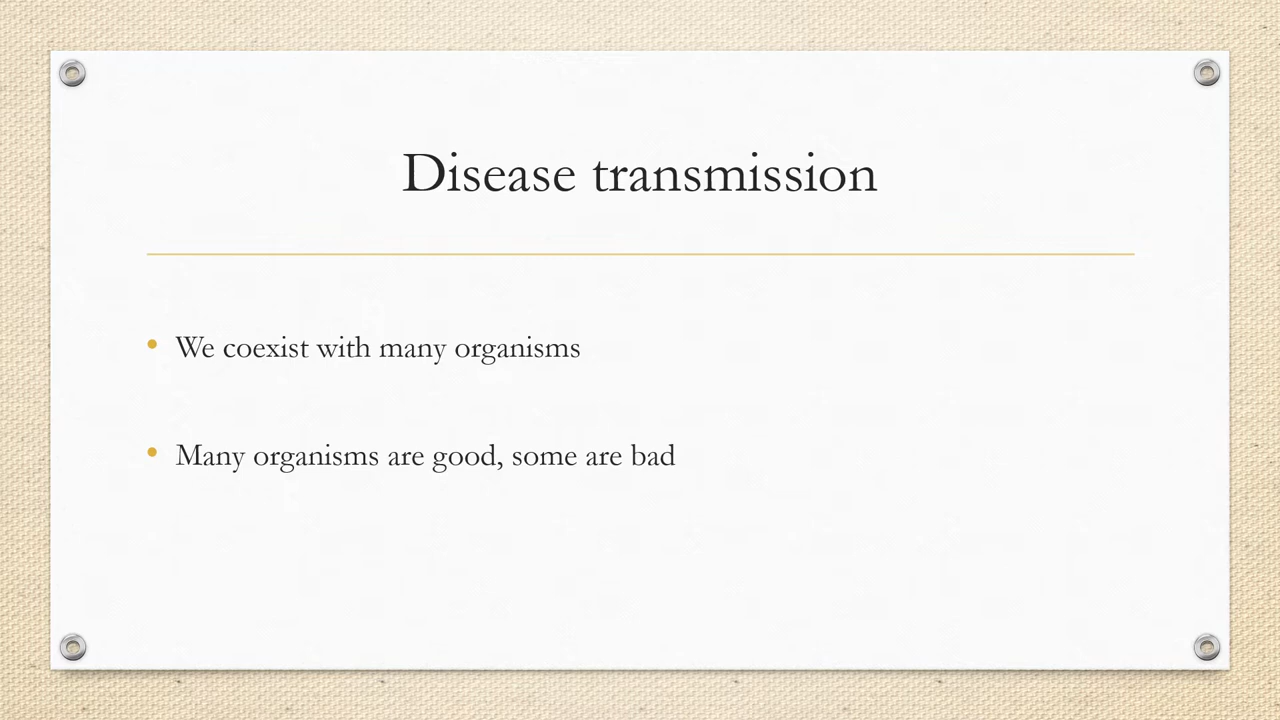 Disease transmission
• We coexist with many organisms
• Many organisms are good, some are bad